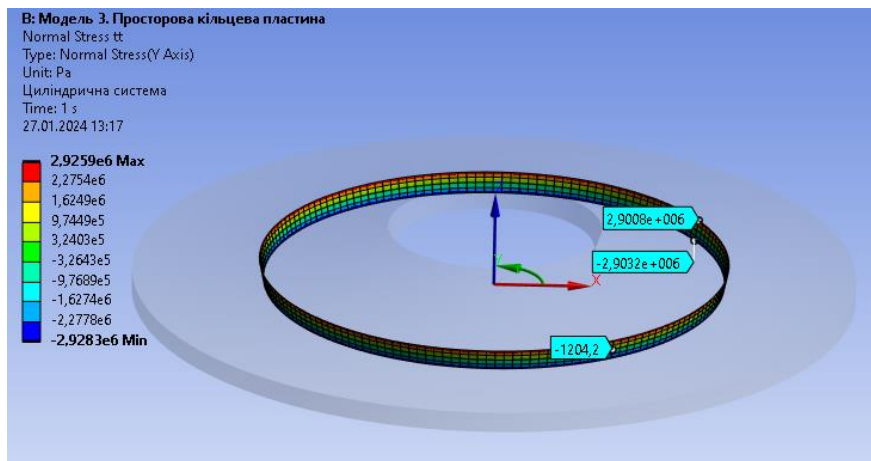 B: Модель 3. Просторова кільцева пластина
Normal Stress tt
Type: Normal Stress(Y Axis)
Unit: Pa
Циліндрична система
Time: 1 s
27.01.2024 13:17
2,9259e6 Max
2,2754e6
1,6249e6
9,7449e5
3,2403e5
-3,2643e5
-9,7689e5
-1,6274e6
-2,2778e6
-2,9283e6 Min
2,9008e+006
-2,9032e+006
X
-1204,2